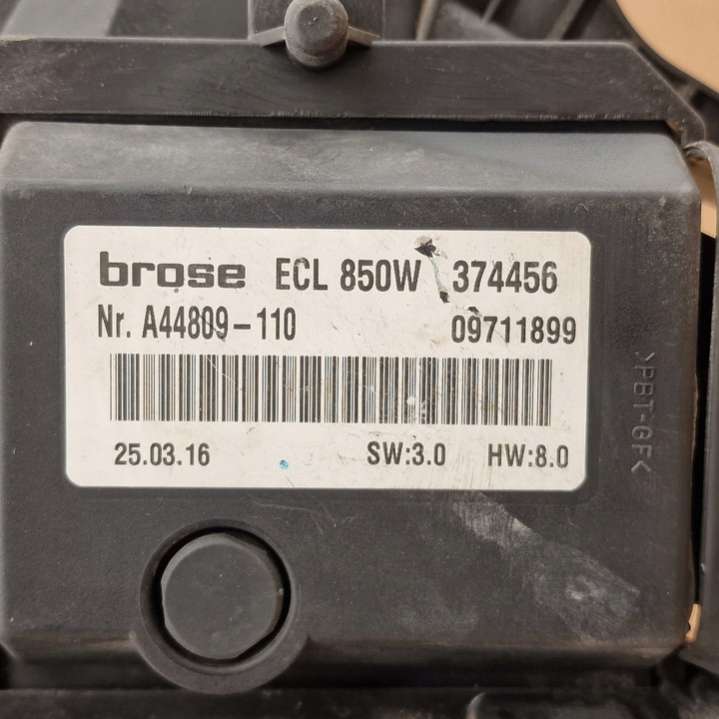 brose ECL 850W 374456
Nr. A44809-110 09711899
25.03.16 SW:3.0 HW:8.0
>PBT-GF<